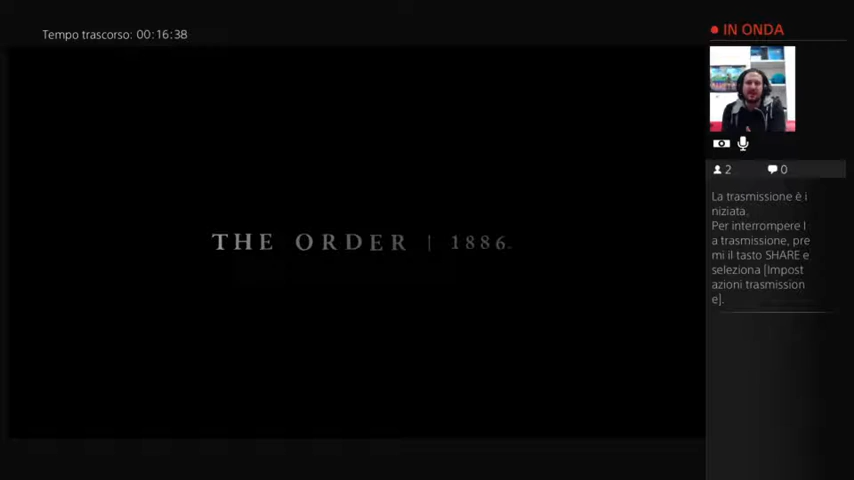 Tempo trascorso: 00:16:38
IN ONDA
2 0
La trasmissione è i
niziata.
Per interrompere l
a trasmissione, pre
mi il tasto SHARE e
seleziona [Impost
azioni trasmission
e].
THE ORDER | 1886